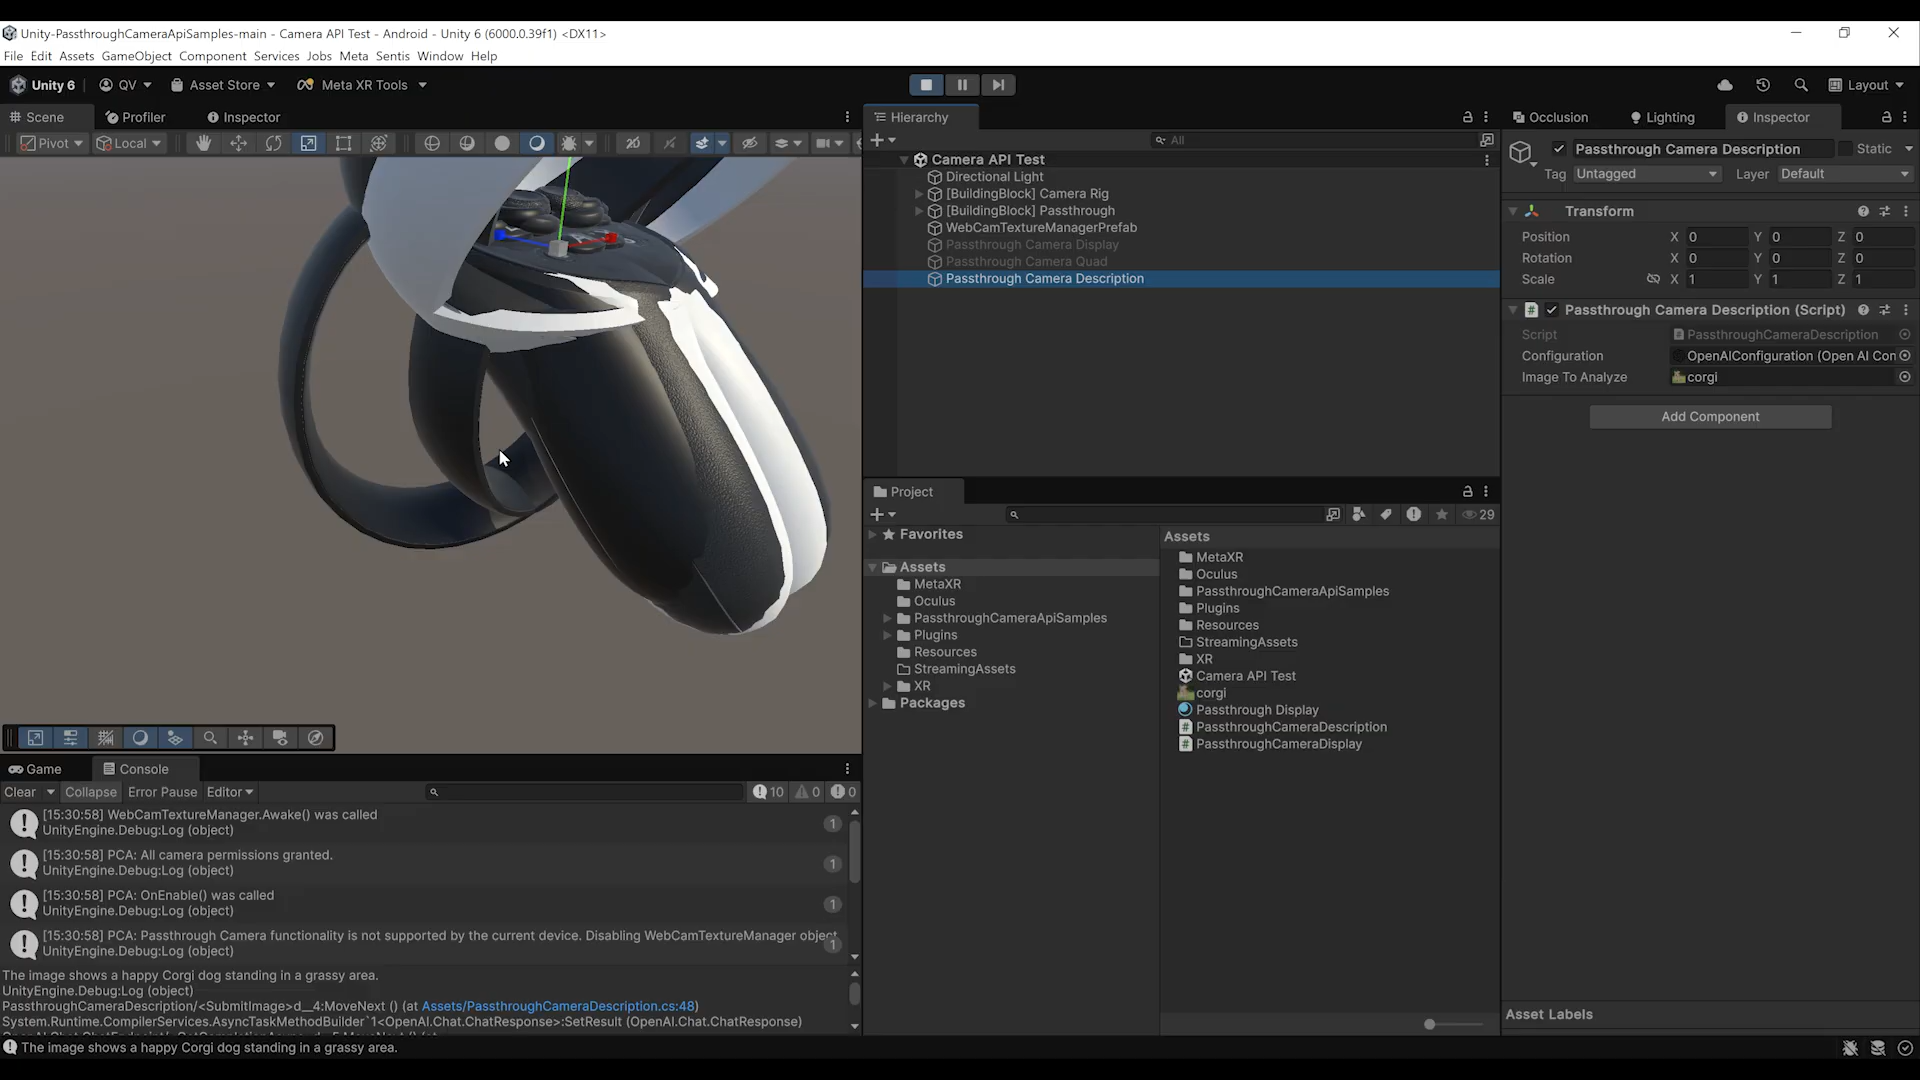 Unity-PassthroughCameraApiSamples-main - Camera API Test - Android - Unity 6 (6000.0.39f1) <DX11>
File Edit Assets GameObject Component Services Jobs Meta Sentis Window Help
Unity 6 QV Asset Store Meta XR Tools Layout
Scene Profiler Inspector
Pivot Local 2D
Hierarchy
All
Camera API Test
Directional Light
[BuildingBlock] Camera Rig
[BuildingBlock] Passthrough
WebCamTextureManagerPrefab
Passthrough Camera Display
Passthrough Camera Quad
Passthrough Camera Description
Occlusion Lighting Inspector
Passthrough Camera Description Static
Tag Untagged Layer Default
Transform
Position X 0 Y 0 Z 0
Rotation X 0 Y 0 Z 0
Scale X 1 Y 1 Z 1
Passthrough Camera Description (Script)
Script PassthroughCameraDescription
Configuration OpenAIConfiguration (Open AI Con
Image To Analyze corgi
Add Component
Project
29
Favorites
Assets
MetaXR
Oculus
PassthroughCameraApiSamples
Plugins
Resources
StreamingAssets
XR
Packages
Assets
MetaXR
Oculus
PassthroughCameraApiSamples
Plugins
Resources
StreamingAssets
XR
Camera API Test
corgi
Passthrough Display
PassthroughCameraDescription
PassthroughCameraDisplay
Asset Labels
Game Console
Clear Collapse Error Pause Editor 10 0 0
[15:30:58] WebCamTextureManager.Awake() was called
UnityEngine.Debug:Log (object)
1
[15:30:58] PCA: All camera permissions granted.
UnityEngine.Debug:Log (object)
1
[15:30:58] PCA: OnEnable() was called
UnityEngine.Debug:Log (object)
1
[15:30:58] PCA: Passthrough Camera functionality is not supported by the current device. Disabling WebCamTextureManager object
UnityEngine.Debug:Log (object)
1
The image shows a happy Corgi dog standing in a grassy area.
UnityEngine.Debug:Log (object)
PassthroughCameraDescription/<SubmitImage>d__4:MoveNext () (at Assets/PassthroughCameraDescription.cs:48)
System.Runtime.CompilerServices.AsyncTaskMethodBuilder`1<OpenAI.Chat.ChatResponse>:SetResult (OpenAI.Chat.ChatResponse)
The image shows a happy Corgi dog standing in a grassy area.